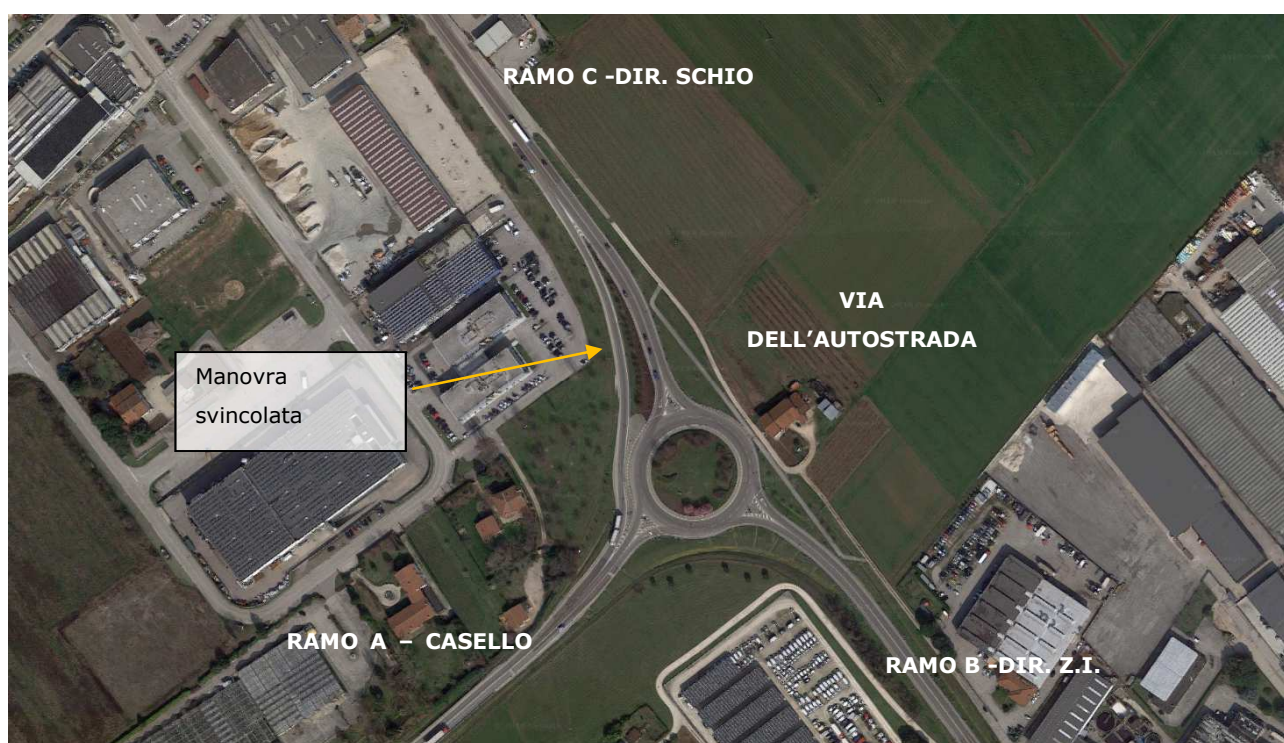 RAMO C -DIR. SCHIO
VIA
DELL’AUTOSTRADA
Manovra
svincolata
RAMO A – CASELLO
RAMO B -DIR. Z.I.